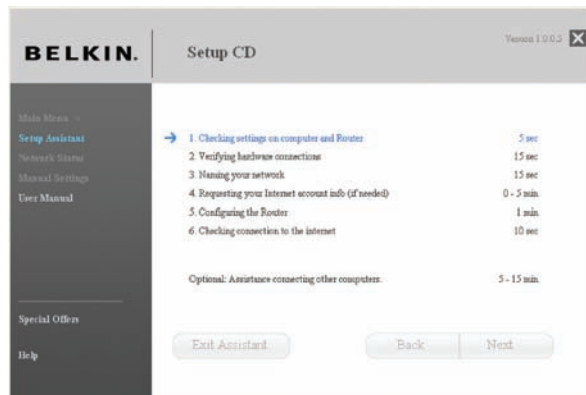 BELKIN.
Setup CD
Version 1.0.0.3
Main Menu >
Setup Assistant
Network Status
Manual Settings
User Manual
Special Offers
Help
1. Checking settings on computer and Router 5 sec
2. Verifying hardware connections 15 sec
3. Naming your network 15 sec
4. Requesting your Internet account info (if needed) 0 - 5 min
5. Configuring the Router 1 min
6. Checking connection to the internet 10 sec
Optional: Assistance connecting other computers. 5 - 15 min.
Exit Assistant
Back
Next